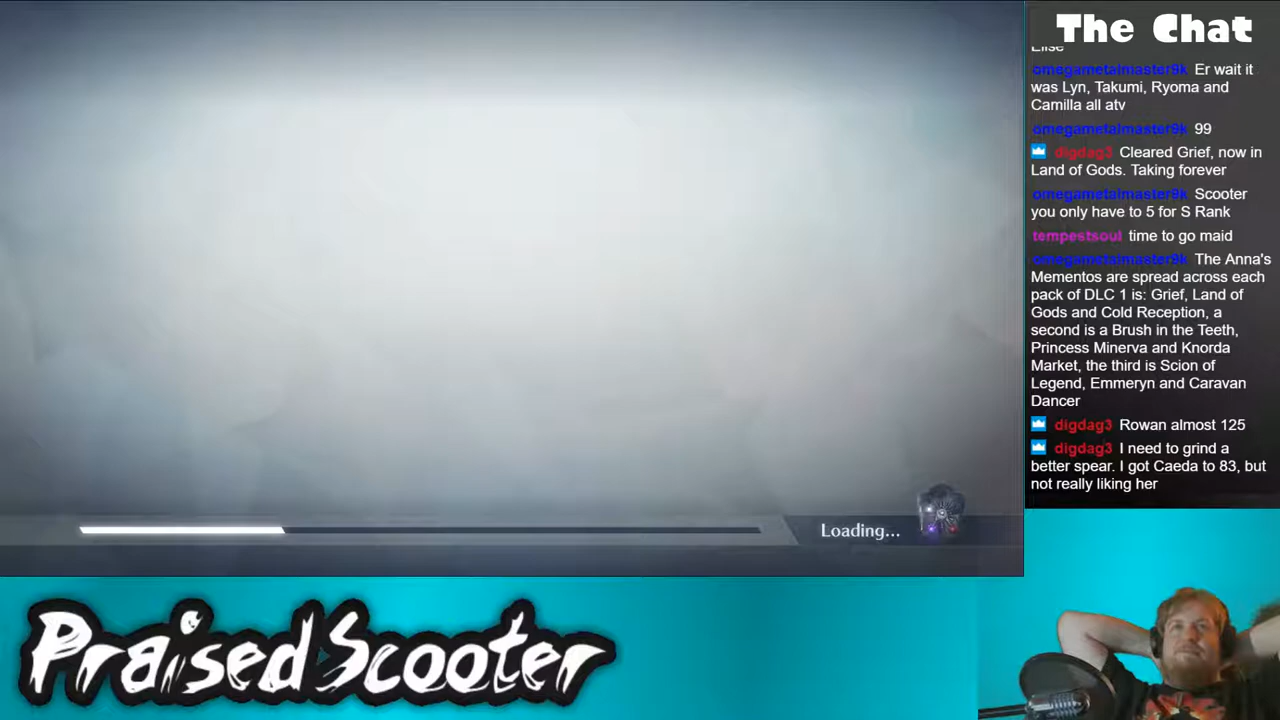 The Chat
Elise
omegametalmaster9k Er wait it
was Lyn, Takumi, Ryoma and
Camilla all atv
omegametalmaster9k 99
digdag3 Cleared Grief, now in
Land of Gods. Taking forever
omegametalmaster9k Scooter
you only have to 5 for S Rank
tempestsoul time to go maid
omegametalmaster9k The Anna's
Mementos are spread across each
pack of DLC 1 is: Grief, Land of
Gods and Cold Reception, a
second is a Brush in the Teeth,
Princess Minerva and Knorda
Market, the third is Scion of
Legend, Emmeryn and Caravan
Dancer
digdag3 Rowan almost 125
digdag3 I need to grind a
better spear. I got Caeda to 83, but
not really liking her
Loading...
PraisedScooter